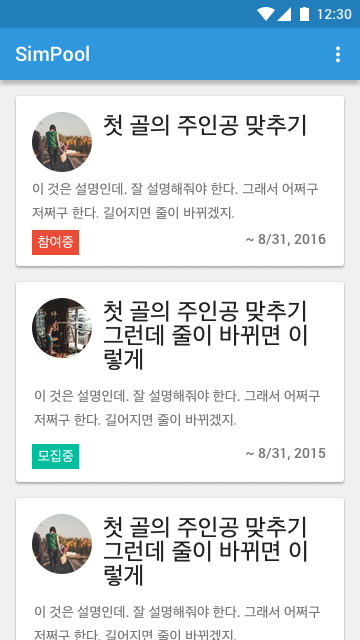 12:30
SimPool
첫 골의 주인공 맞추기
이 것은 설명인데. 잘 설명해줘야 한다. 그래서 어쩌구
저쩌구 한다. 길어지면 줄이 바뀌겠지.
참여중
~ 8/31, 2016
첫 골의 주인공 맞추기
그런데 줄이 바뀌면 이
렇게
이 것은 설명인데. 잘 설명해줘야 한다. 그래서 어쩌구
저쩌구 한다. 길어지면 줄이 바뀌겠지.
모집중
~ 8/31, 2015
첫 골의 주인공 맞추기
그런데 줄이 바뀌면 이
렇게
이 것은 설명인데. 잘 설명해줘야 한다. 그래서 어쩌구
저쩌구 한다. 길어지면 줄이 바뀌겠지.